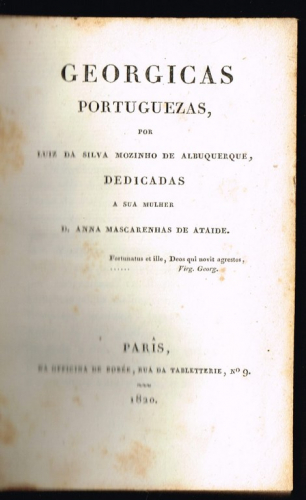 GEORGICAS
PORTUGUEZAS,
POR
LUIZ DA SILVA MOZINHO DE ALBUQUERQUE,
DEDICADAS
A SUA MULHER
D. ANNA MASCARENHAS DE ATAIDE.
Fortunatus et ille, Deos qui novit agrestes,
...... Virg. Georg.
PARÎS,
NA OFFICINA DE BOBÉE, RUA DA TABLETTERIE, Nº 9.
1820.